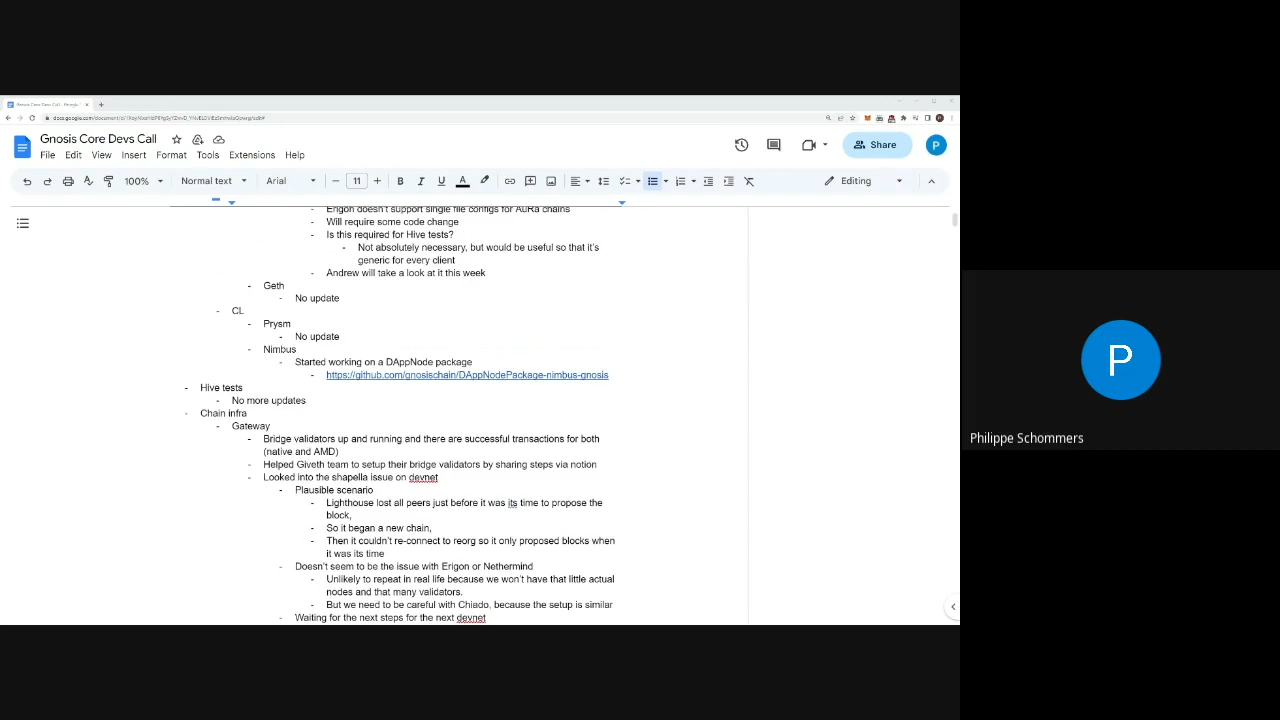 Gnosis Core Devs Call - Google
Gnosis Core Devs Call
File Edit View Insert Format Tools Extensions Help
Share
P
100% Normal text Arial 11 B I U A Editing
- Erigon doesn't support single file configs for AuRa chains
- Will require some code change
- Is this required for Hive tests?
- Not absolutely necessary, but would be useful so that it's
generic for every client
- Andrew will take a look at it this week
- Geth
- No update
- CL
- Prysm
- No update
- Nimbus
- Started working on a DAppNode package
- https://github.com/gnosischain/DAppNodePackage-nimbus-gnosis
- Hive tests
- No more updates
- Chain infra
- Gateway
- Bridge validators up and running and there are successful transactions for both
(native and AMD)
- Helped Giveth team to setup their bridge validators by sharing steps via notion
- Looked into the shapella issue on devnet
- Plausible scenario
- Lighthouse lost all peers just before it was its time to propose the
block,
- So it began a new chain,
- Then it couldn't re-connect to reorg so it only proposed blocks when
it was its time
- Doesn't seem to be the issue with Erigon or Nethermind
- Unlikely to repeat in real life because we won't have that little actual
nodes and that many validators.
- But we need to be careful with Chiado, because the setup is similar
- Waiting for the next steps for the next devnet
P
Philippe Schommers